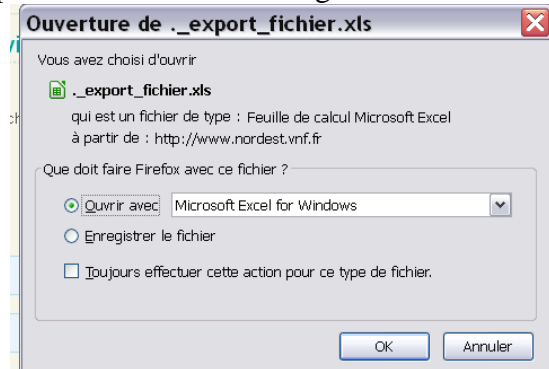 Ouverture de ._export_fichier.xls
Vous avez choisi d'ouvrir
._export_fichier.xls
qui est un fichier de type : Feuille de calcul Microsoft Excel
à partir de : http://www.nordest.vnf.fr
Que doit faire Firefox avec ce fichier ?
Ouvrir avec Microsoft Excel for Windows
Enregistrer le fichier
Toujours effectuer cette action pour ce type de fichier.
OK Annuler